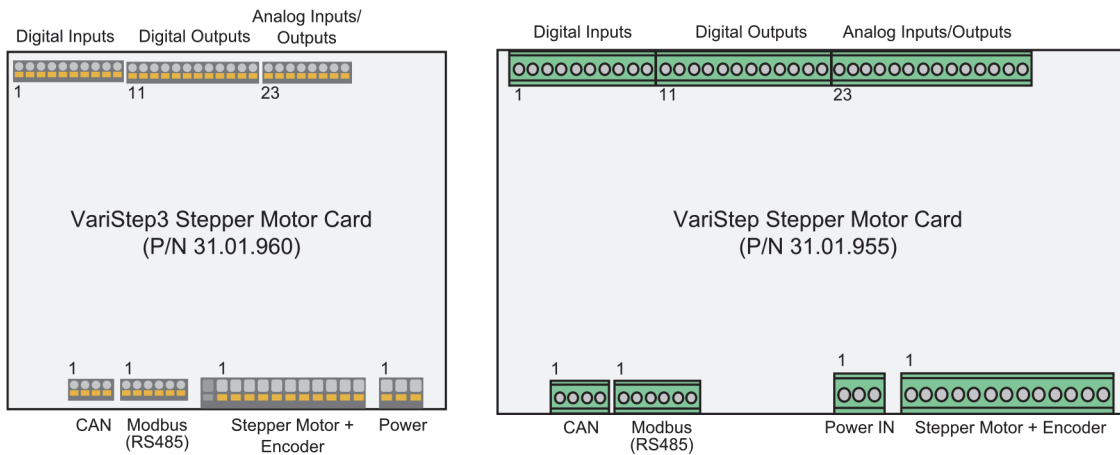 Digital Inputs
Digital Outputs
Analog Inputs/
Outputs
1
11
23
VariStep3 Stepper Motor Card
(P/N 31.01.960)
1
1
1
CAN
Modbus
(RS485)
Stepper Motor +
Encoder
Power
Digital Inputs
Digital Outputs
Analog Inputs/Outputs
1
11
23
VariStep Stepper Motor Card
(P/N 31.01.955)
1
1
1
1
CAN
Modbus
(RS485)
Power IN
Stepper Motor + Encoder